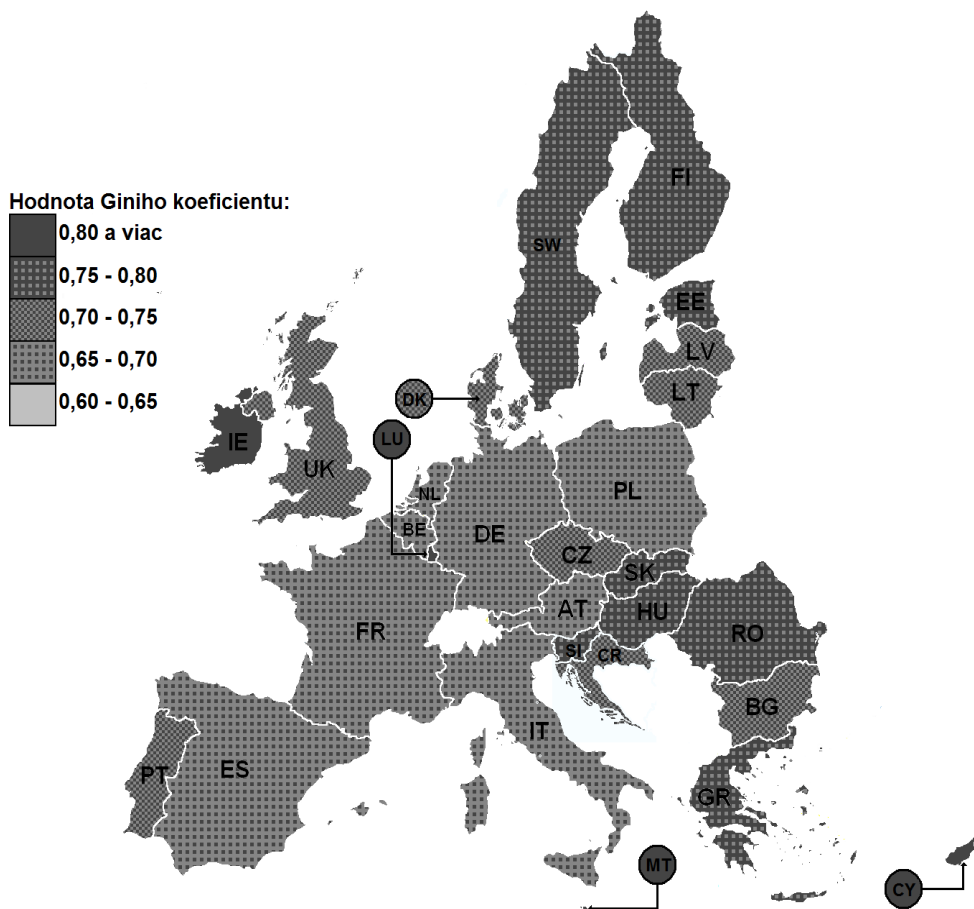 Hodnota Giniho koeficientu:
0,80 a viac
0,75 - 0,80
0,70 - 0,75
0,65 - 0,70
0,60 - 0,65
FI
SW
EE
LV
LT
DK
LU
IE
UK
NL
BE
DE
PL
CZ
SK
AT
HU
FR
RO
SI
CR
BG
IT
ES
PT
GR
MT
CY